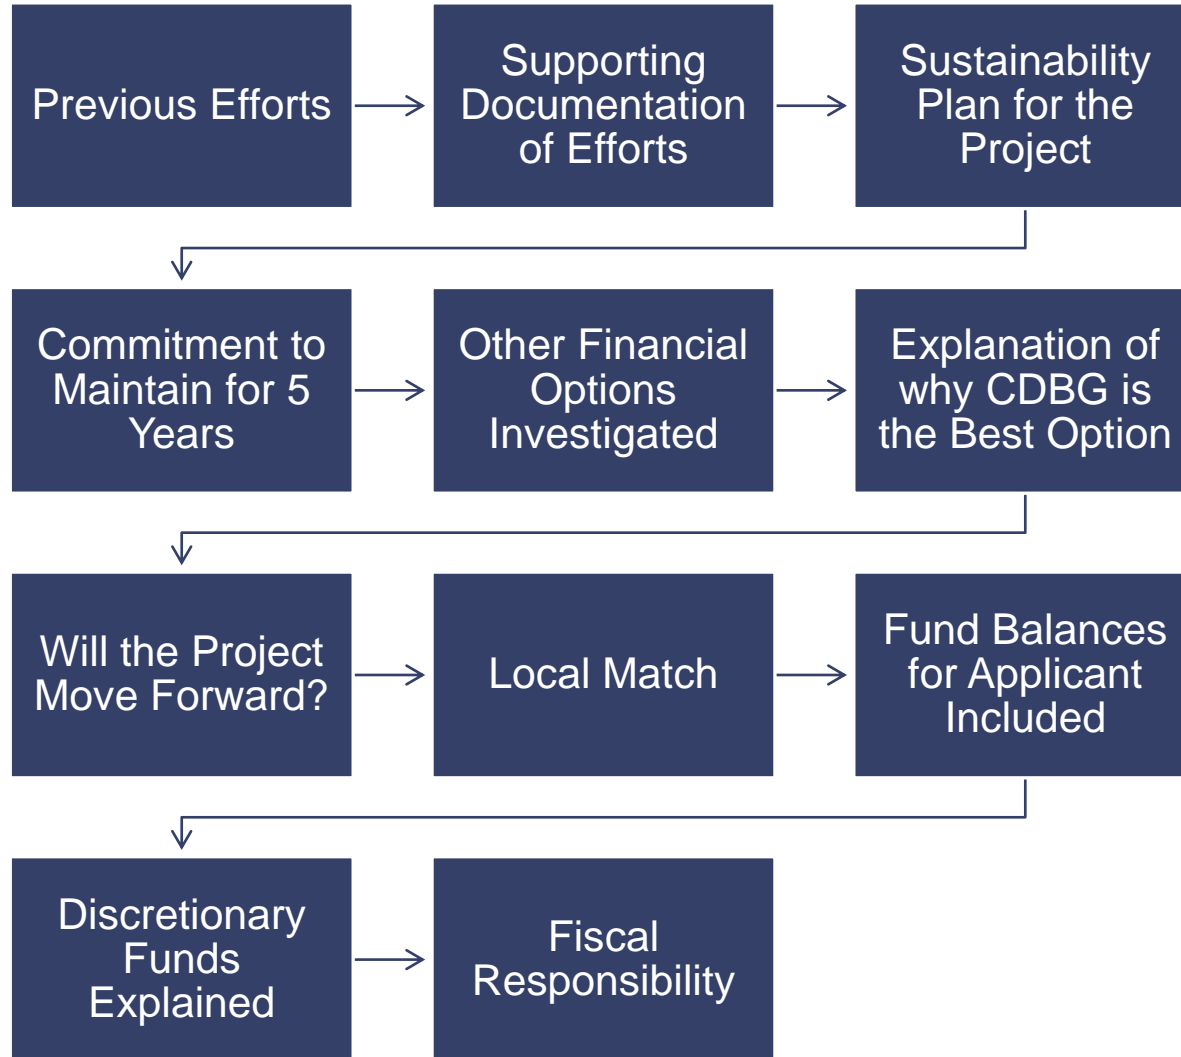 Previous Efforts
Supporting
Documentation
of Efforts
Sustainability
Plan for the
Project
Commitment to
Maintain for 5
Years
Other Financial
Options
Investigated
Explanation of
why CDBG is
the Best Option
Will the Project
Move Forward?
Local Match
Fund Balances
for Applicant
Included
Discretionary
Funds
Explained
Fiscal
Responsibility